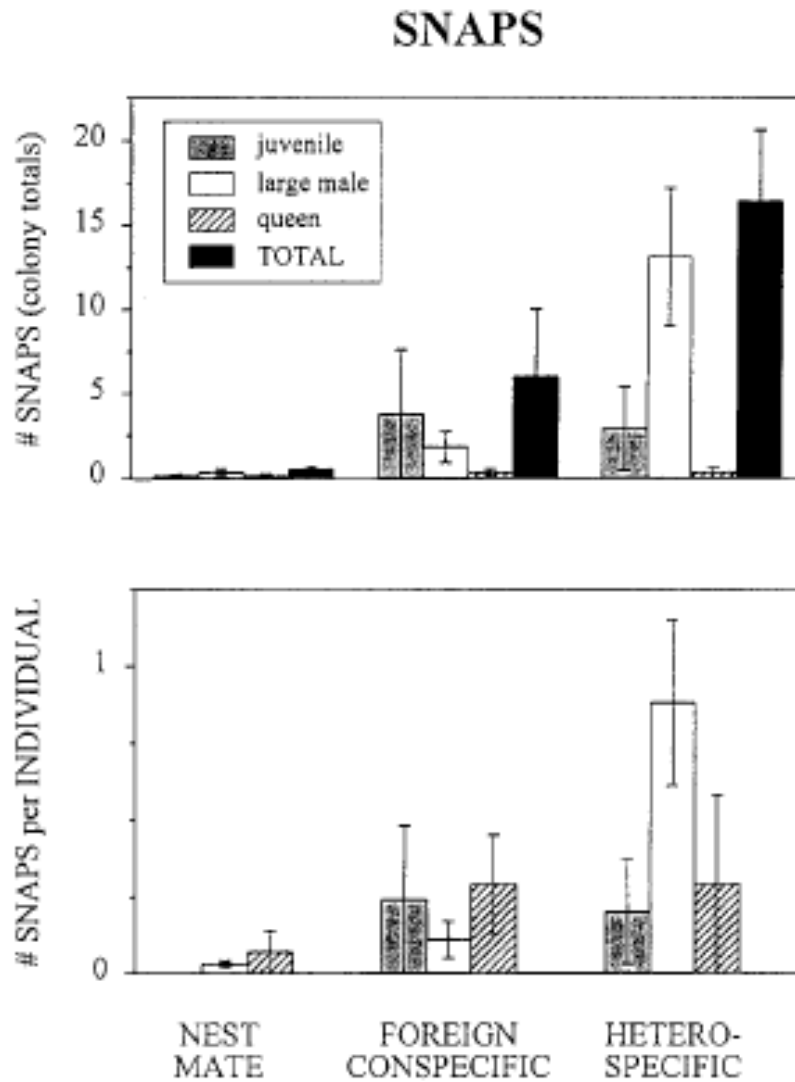 SNAPS
# SNAPS (colony totals)
20
15
10
5
0
juvenile
large male
queen
TOTAL
# SNAPS per INDIVIDUAL
1
0
NEST
MATE
FOREIGN
CONSPECIFIC
HETERO-
SPECIFIC